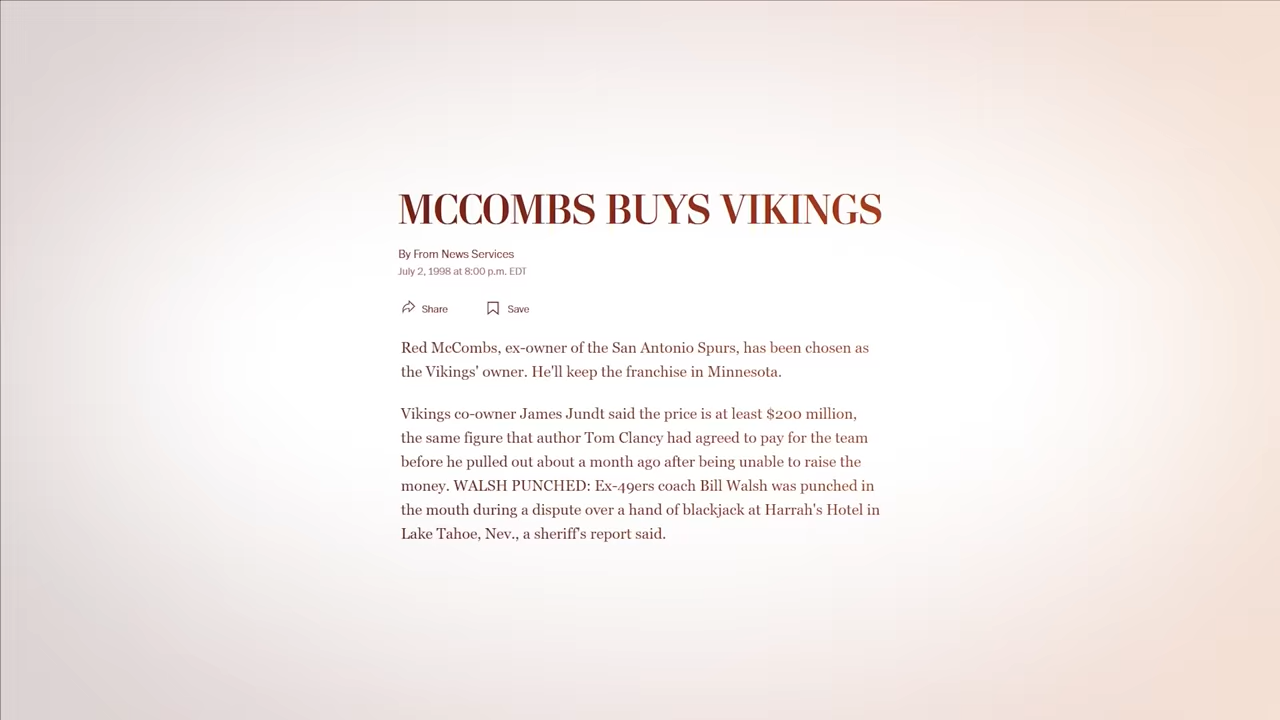 MCCOMBS BUYS VIKINGS
By From News Services
July 2, 1998 at 8:00 p.m. EDT
Share Save
Red McCombs, ex-owner of the San Antonio Spurs, has been chosen as
the Vikings' owner. He'll keep the franchise in Minnesota.
Vikings co-owner James Jundt said the price is at least $200 million,
the same figure that author Tom Clancy had agreed to pay for the team
before he pulled out about a month ago after being unable to raise the
money. WALSH PUNCHED: Ex-49ers coach Bill Walsh was punched in
the mouth during a dispute over a hand of blackjack at Harrah's Hotel in
Lake Tahoe, Nev., a sheriff's report said.